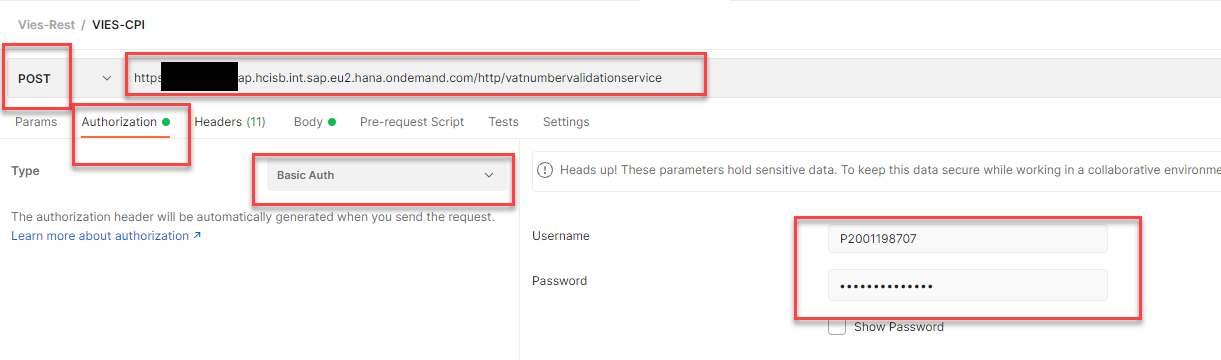 Vies-Rest / VIES-CPI
POST
https ap.hcisb.int.sap.eu2.hana.ondemand.com/http/vatnumbervalidationservice
Params Authorization Headers (11) Body Pre-request Script Tests Settings
Type
Basic Auth
The authorization header will be automatically generated when you send the request.
Learn more about authorization ↗
Heads up! These parameters hold sensitive data. To keep this data secure while working in a collaborative environme
Username
P2001198707
Password
••••••••••••••
Show Password